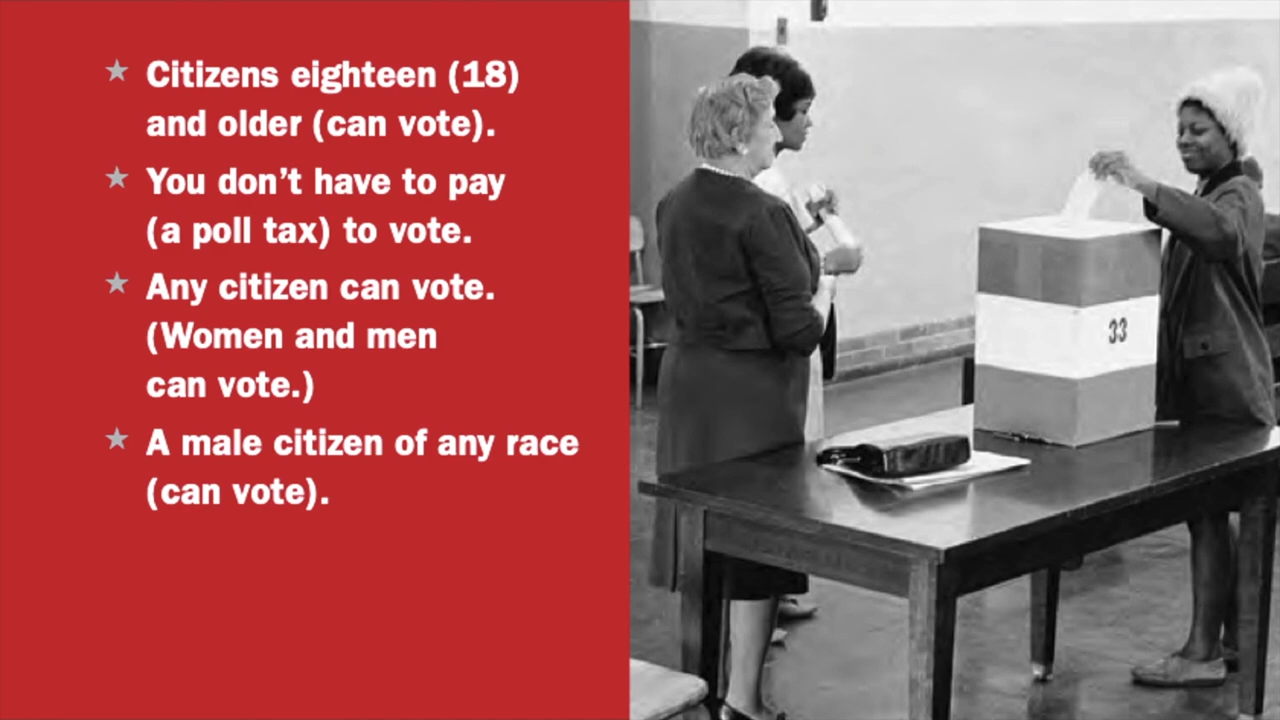 Citizens eighteen (18)
and older (can vote).
You don't have to pay
(a poll tax) to vote.
Any citizen can vote.
(Women and men
can vote.)
A male citizen of any race
(can vote).
33